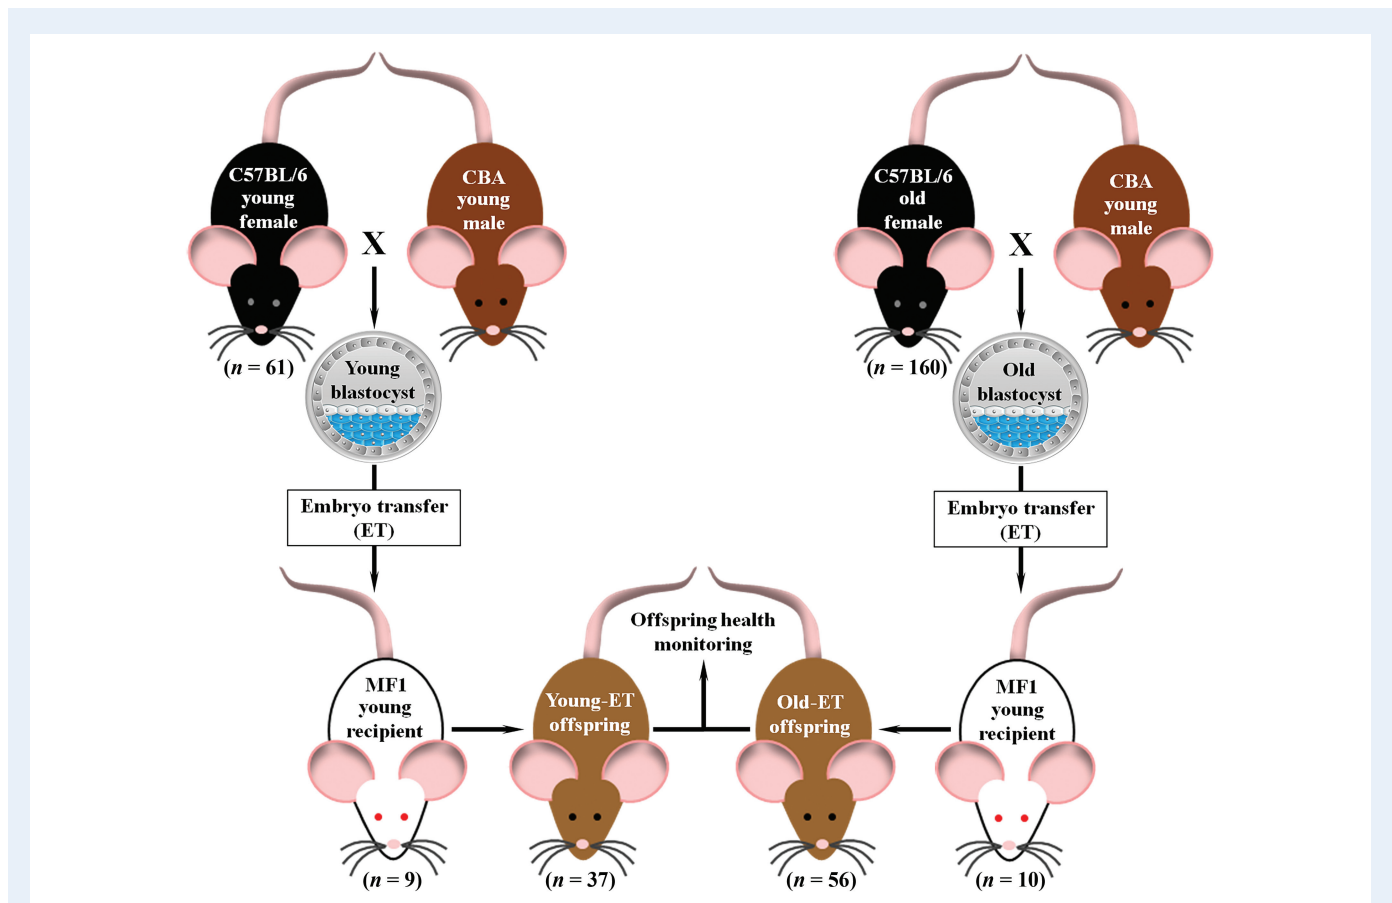 C57BL/6
young
female
X
CBA
young
male
(n = 61)
Young
blastocyst
Embryo transfer
(ET)
C57BL/6
old
female
X
CBA
young
male
(n = 160)
Old
blastocyst
Embryo transfer
(ET)
MF1
young
recipient
(n = 9)
Young-ET
offspring
(n = 37)
Offspring health
monitoring
Old-ET
offspring
(n = 56)
MF1
young
recipient
(n = 10)